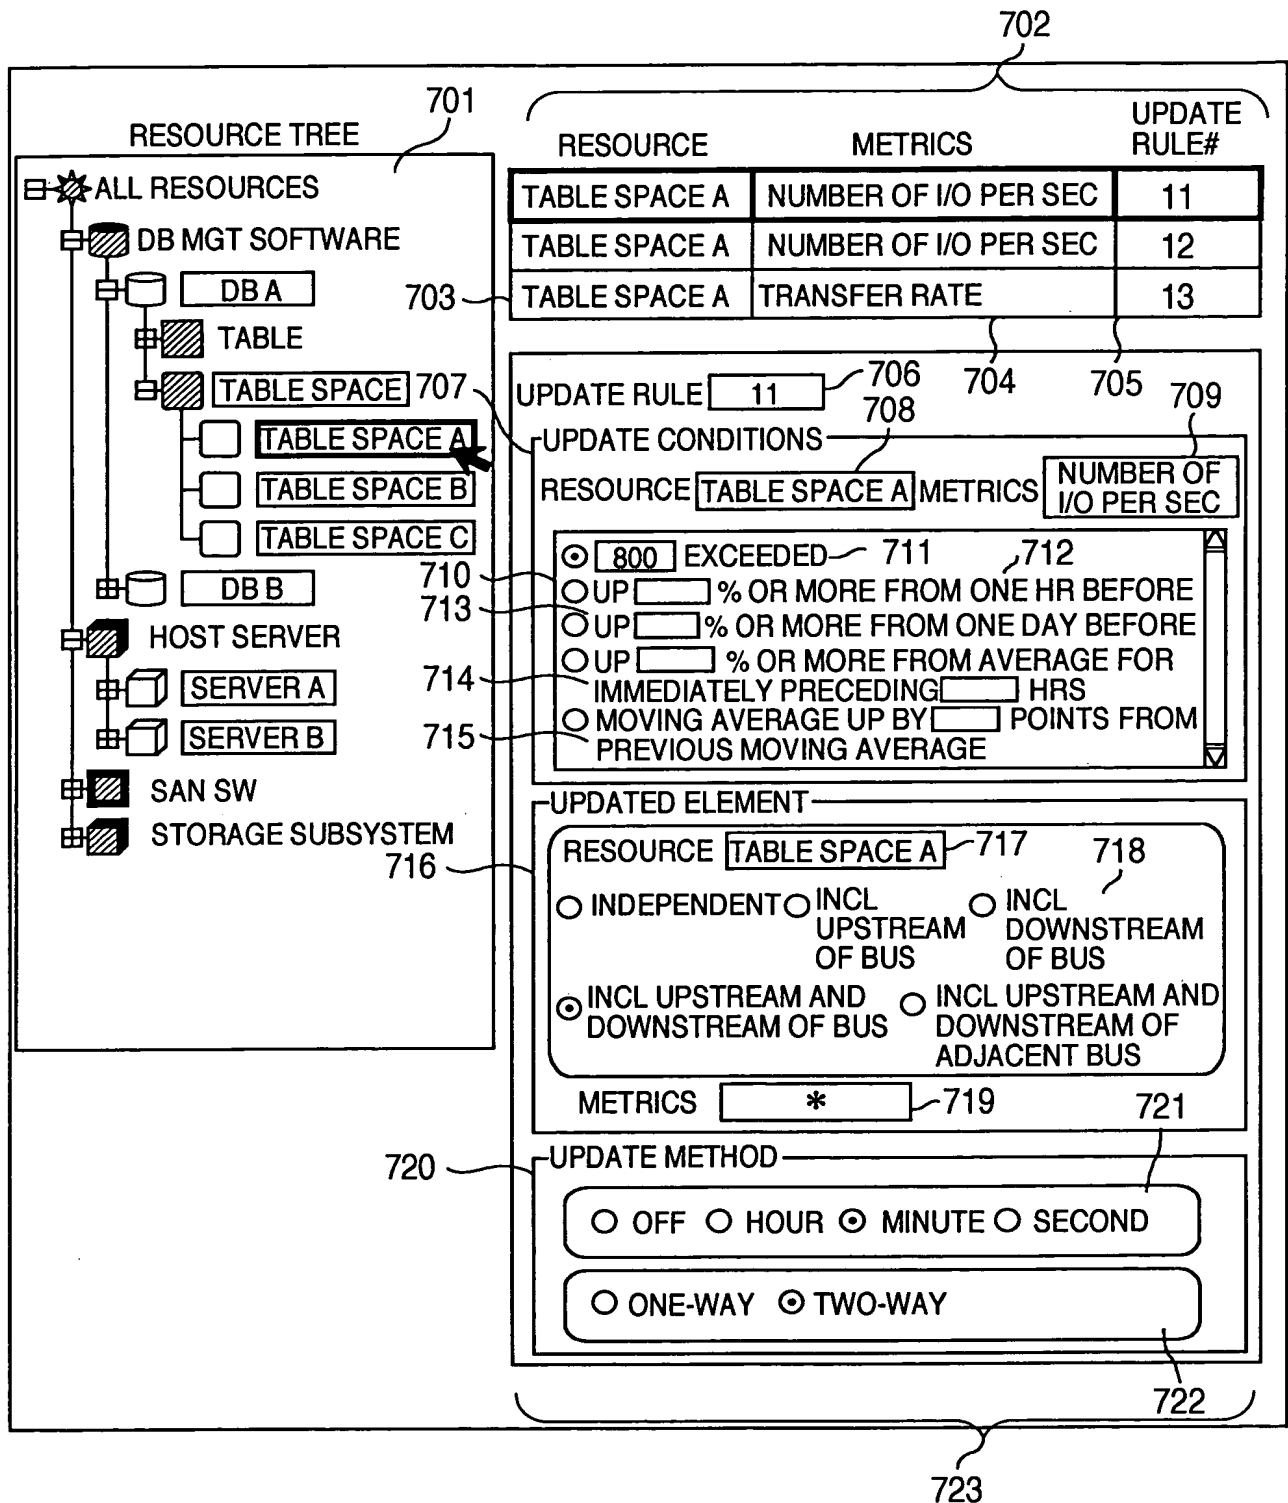 702
701
RESOURCE TREE
ALL RESOURCES
DB MGT SOFTWARE
DB A
TABLE
TABLE SPACE
TABLE SPACE A
TABLE SPACE B
TABLE SPACE C
DB B
HOST SERVER
SERVER A
SERVER B
SAN SW
STORAGE SUBSYSTEM
RESOURCE METRICS UPDATE
RULE#
TABLE SPACE A NUMBER OF I/O PER SEC 11
TABLE SPACE A NUMBER OF I/O PER SEC 12
703 TABLE SPACE A TRANSFER RATE 13
704 705
UPDATE RULE 11 706
707 UPDATE CONDITIONS 708 709
RESOURCE TABLE SPACE A METRICS NUMBER OF
I/O PER SEC
800 EXCEEDED 711 712
710 UP % OR MORE FROM ONE HR BEFORE
713 UP % OR MORE FROM ONE DAY BEFORE
UP % OR MORE FROM AVERAGE FOR
714 IMMEDIATELY PRECEDING HRS
MOVING AVERAGE UP BY POINTS FROM
715 PREVIOUS MOVING AVERAGE
UPDATED ELEMENT
716 RESOURCE TABLE SPACE A 717 718
INDEPENDENT INCL
UPSTREAM
OF BUS
INCL
DOWNSTREAM
OF BUS
INCL UPSTREAM AND
DOWNSTREAM OF BUS
INCL UPSTREAM AND
DOWNSTREAM OF
ADJACENT BUS
METRICS * 719
721
720 UPDATE METHOD
OFF HOUR MINUTE SECOND
ONE-WAY TWO-WAY
722
723